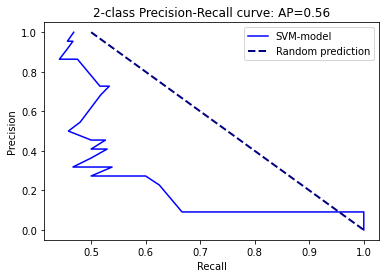 2-class Precision-Recall curve: AP=0.56
SVM-model
Random prediction
Precision
1.0
0.8
0.6
0.4
0.2
0.0
0.5 0.6 0.7 0.8 0.9 1.0
Recall